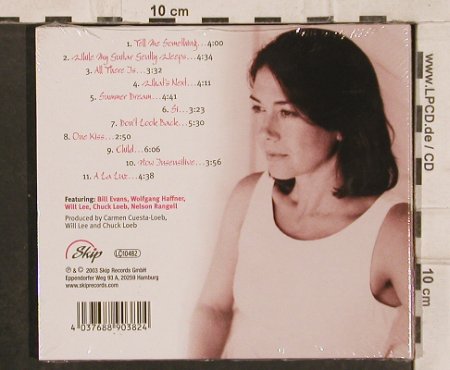 10 cm
1. Tell Me Something...4:00
2. While My Guitar Gently Weeps...4:34
3. All There Is...3:32
4. What's Next...4:11
5. Summer Dream...4:41
6. Si...3:23
7. Don't Look Back...5:30
8. One Kiss...2:50
9. Child...6:06
10. How Insensitive...3:56
11. A La Luz...4:38
Featuring: Bill Evans, Wolfgang Haffner,
Will Lee, Chuck Loeb, Nelson Rangell
Produced by Carmen Cuesta-Loeb,
Will Lee and Chuck Loeb
Skip
LC10482
℗ & © 2003 Skip Records GmbH
Eppendorfer Weg 93 A, 20259 Hamburg
www.skiprecords.com
4 037688 903824
www.LPCD.de / CD
10 cm